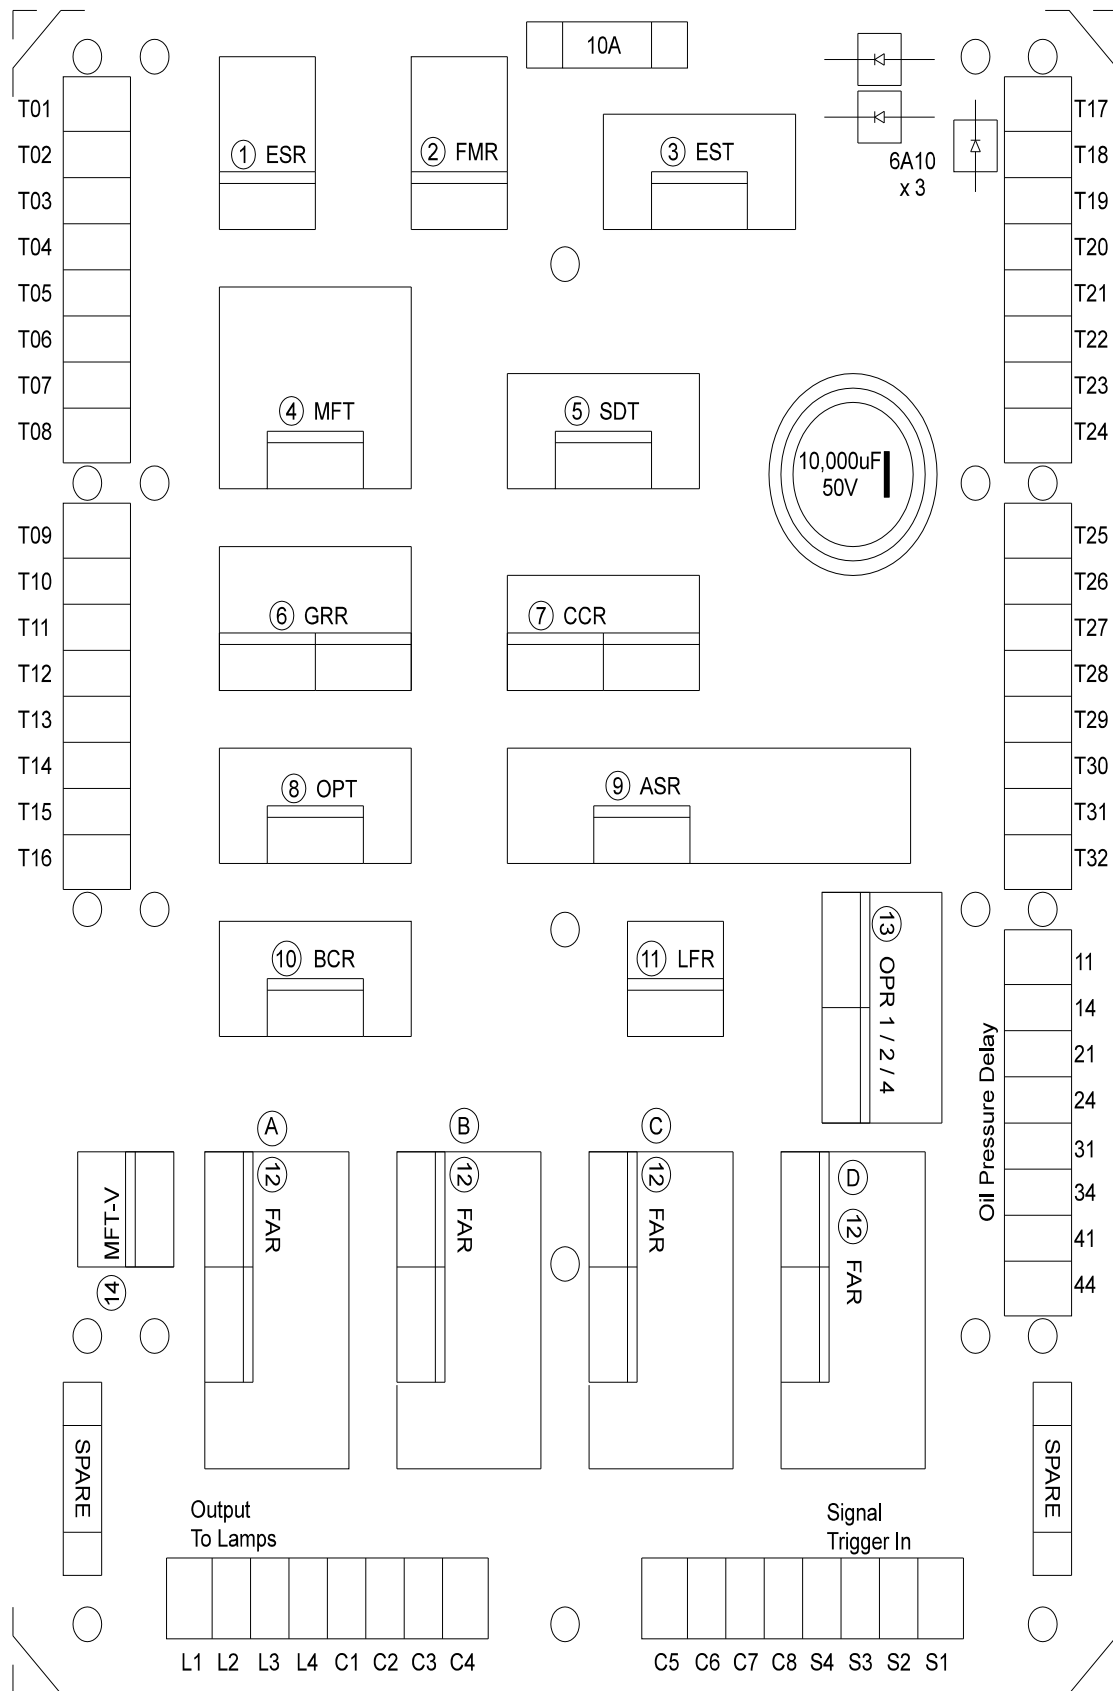 10A
T01
T02
T03
T04
T05
T06
T07
T08
T09
T10
T11
T12
T13
T14
T15
T16
1 ESR
2 FMR
3 EST
6A10
x 3
4 MFT
5 SDT
10,000uF
50V
6 GRR
7 CCR
8 OPT
9 ASR
10 BCR
11 LFR
13 OPR 1 / 2 / 4
T17
T18
T19
T20
T21
T22
T23
T24
T25
T26
T27
T28
T29
T30
T31
T32
Oil Pressure Delay
11
14
21
24
31
34
41
44
14 MFT-V
A
12 FAR
B
12 FAR
C
12 FAR
D
12 FAR
SPARE
SPARE
Output
To Lamps
L1 L2 L3 L4 C1 C2 C3 C4
Signal
Trigger In
C5 C6 C7 C8 S4 S3 S2 S1